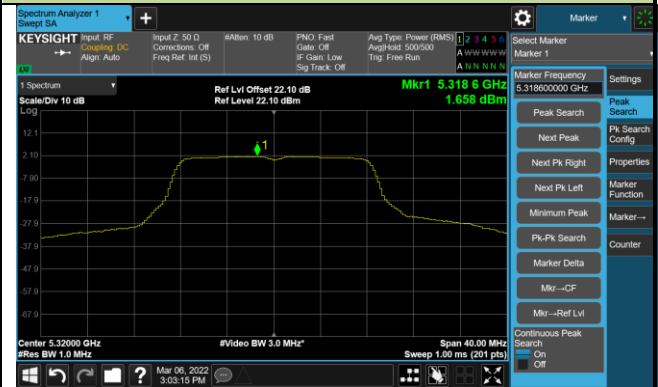 Spectrum Analyzer 1
Swept SA
Marker
KEYSIGHT
Input: RF
Coupling: DC
Align: Auto
Input Z: 50 Ω
Corrections: Off
Freq Ref: Int (S)
#Atten: 10 dB
PNO: Fast
Gate: Off
IF Gain: Low
Sig Track: Off
Avg Type: Power (RMS)
Avg|Hold: 500/500
Trig: Free Run
1 2 3 4 5 6
A W W W W W
A N N N N N
Select Marker
Marker 1
1 Spectrum
Scale/Div 10 dB
Log
Ref Lvl Offset 22.10 dB
Ref Level 22.10 dBm
Mkr1 5.318 6 GHz
1.658 dBm
12.1
2.10
-7.90
-17.9
-27.9
-37.9
-47.9
-57.9
-67.9
1
Center 5.32000 GHz
#Res BW 1.0 MHz
#Video BW 3.0 MHz*
Span 40.00 MHz
Sweep 1.00 ms (201 pts)
Marker Frequency
5.318600000 GHz
Peak Search
Next Peak
Next Pk Right
Next Pk Left
Minimum Peak
Pk-Pk Search
Marker Delta
Mkr→CF
Mkr→Ref Lvl
Continuous Peak
Search
On
Off
Settings
Peak
Search
Pk Search
Config
Properties
Marker
Function
Marker→
Counter
Mar 06, 2022
3:03:15 PM